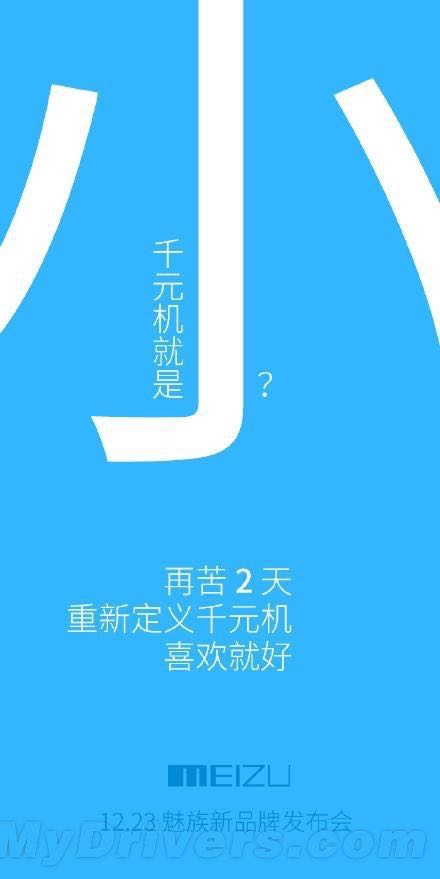 小
千元机就是
？
再苦 2 天
重新定义千元机
喜欢就好
MEIZU
12.23 魅族新品牌发布会
MyDrivers.com